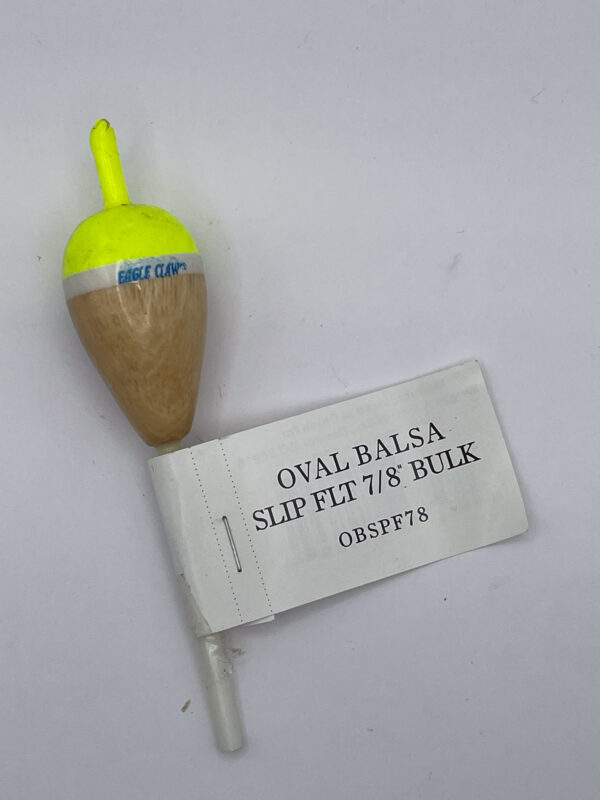 EAGLE CLAW
OVAL BALSA
SLIP FLT 7/8" BULK
OBSPF78